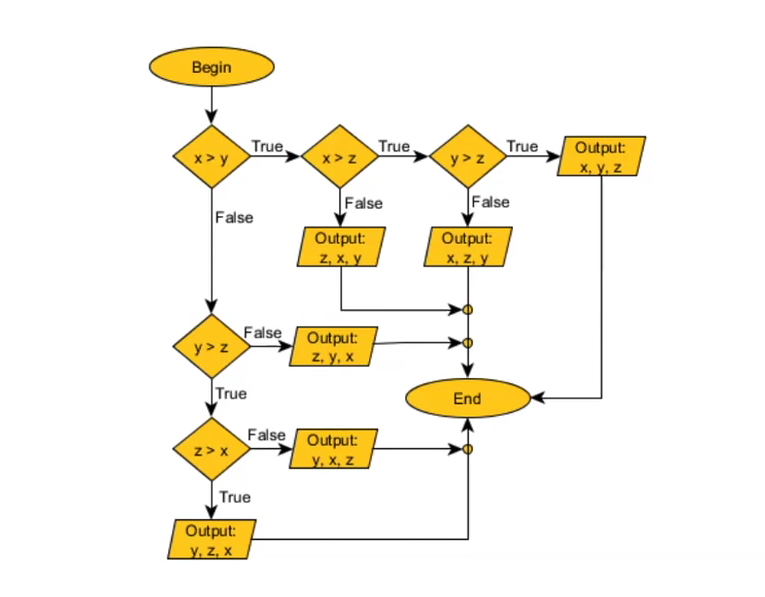 Begin
x > y
True
x > z
True
y > z
True
Output:
x, y, z
False
False
False
Output:
z, x, y
Output:
x, z, y
y > z
False
Output:
z, y, x
True
End
z > x
False
Output:
y, x, z
True
Output:
y, z, x